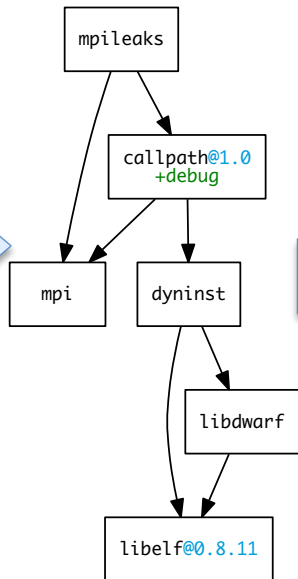 mpileaks
callpath@1.0
+debug
mpi
dyninst
libdwarf
libelf@0.8.11